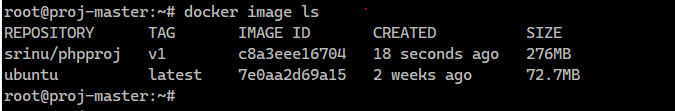 root@proj-master:~# docker image ls
REPOSITORY TAG IMAGE ID CREATED SIZE
srinu/phpproj v1 c8a3eee16704 18 seconds ago 276MB
ubuntu latest 7e0aa2d69a15 2 weeks ago 72.7MB
root@proj-master:~#